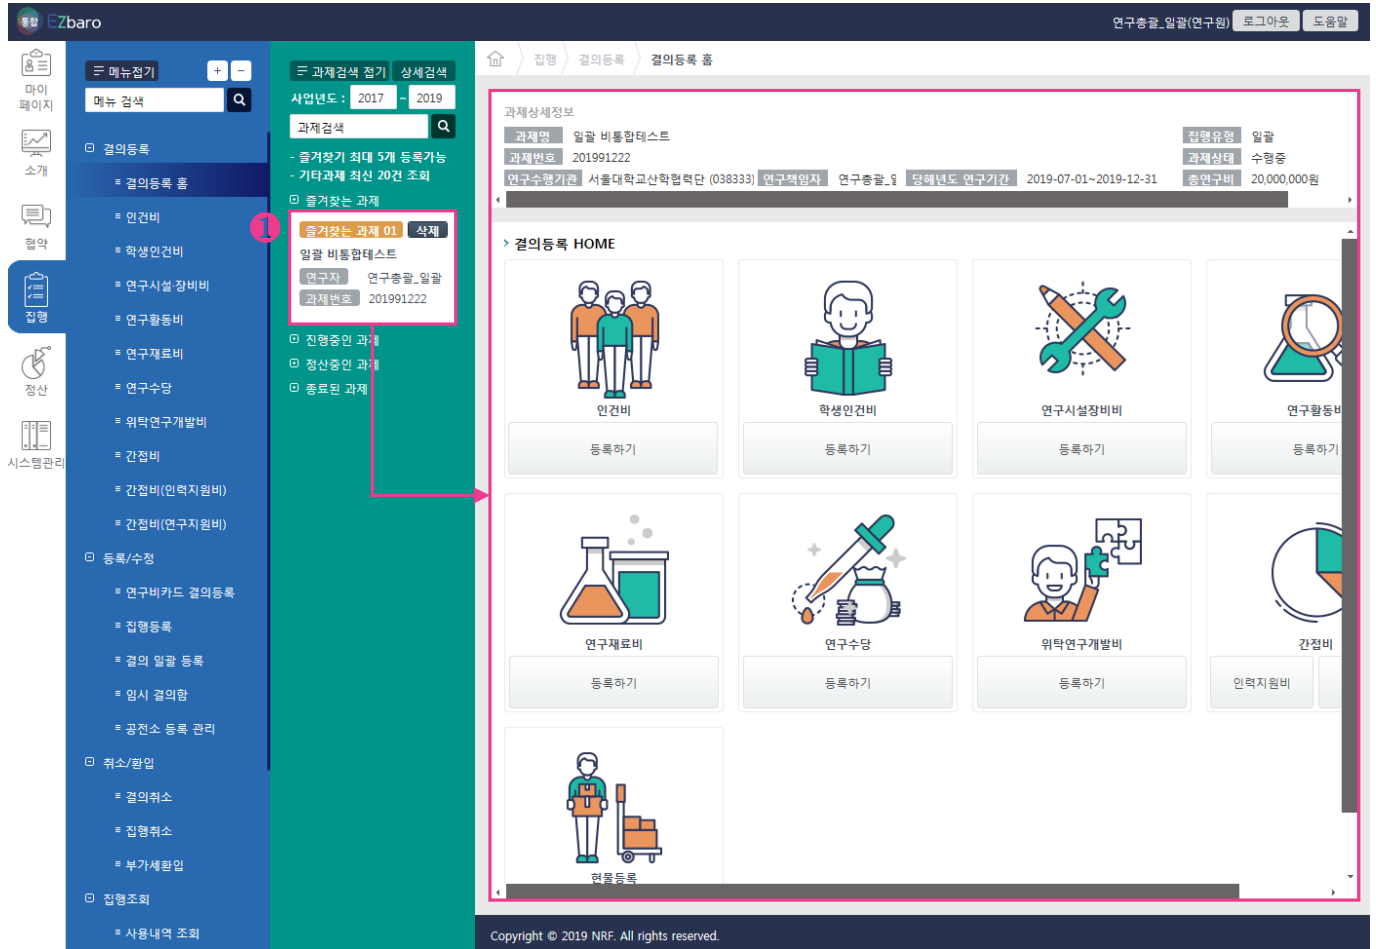 통합 EZbaro
연구총괄_일괄(연구원) 로그아웃 도움말
마이
페이지
소개
협약
집행
정산
시스템관리
메뉴접기 + −
메뉴 검색
결의등록
결의등록 홈
인건비
학생인건비
연구시설·장비비
연구활동비
연구재료비
연구수당
위탁연구개발비
간접비
간접비(인력지원비)
간접비(연구지원비)
등록/수정
연구비카드 결의등록
집행등록
결의 일괄 등록
임시 결의함
공전소 등록 관리
취소/환입
결의취소
집행취소
부가세환입
집행조회
사용내역 조회
과제검색 접기 상세검색
사업년도 : 2017 ~ 2019
과제검색
- 즐겨찾기 최대 5개 등록가능
- 기타과제 최신 20건 조회
즐겨찾는 과제
1
즐겨찾는 과제 01 삭제
일괄 비통합테스트
연구자 연구총괄_일괄
과제번호 201991222
진행중인 과제
정산중인 과제
종료된 과제
집행 결의등록 결의등록 홈
과제상세정보
과제명 일괄 비통합테스트 집행유형 일괄
과제번호 201991222 과제상태 수행중
연구수행기관 서울대학교산학협력단 (038333) 연구책임자 연구총괄_일 당해년도 연구기간 2019-07-01~2019-12-31 총연구비 20,000,000원
> 결의등록 HOME
인건비 학생인건비 연구시설장비비 연구활동비
등록하기 등록하기 등록하기 등록하기
연구재료비 연구수당 위탁연구개발비 간접비
등록하기 등록하기 등록하기 인력지원비
현물등록
Copyright © 2019 NRF. All rights reserved.